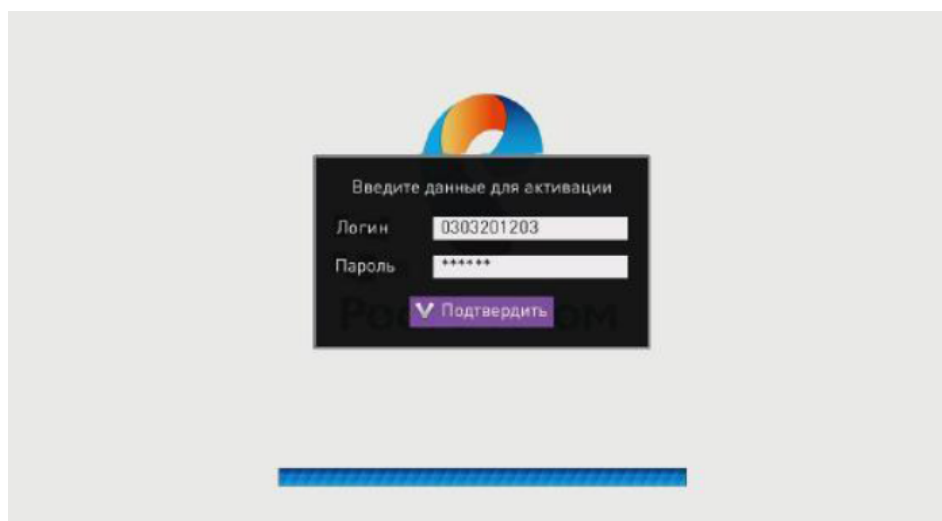 Введите данные для активации
Логин 0303201203
Пароль ******
Подтвердить